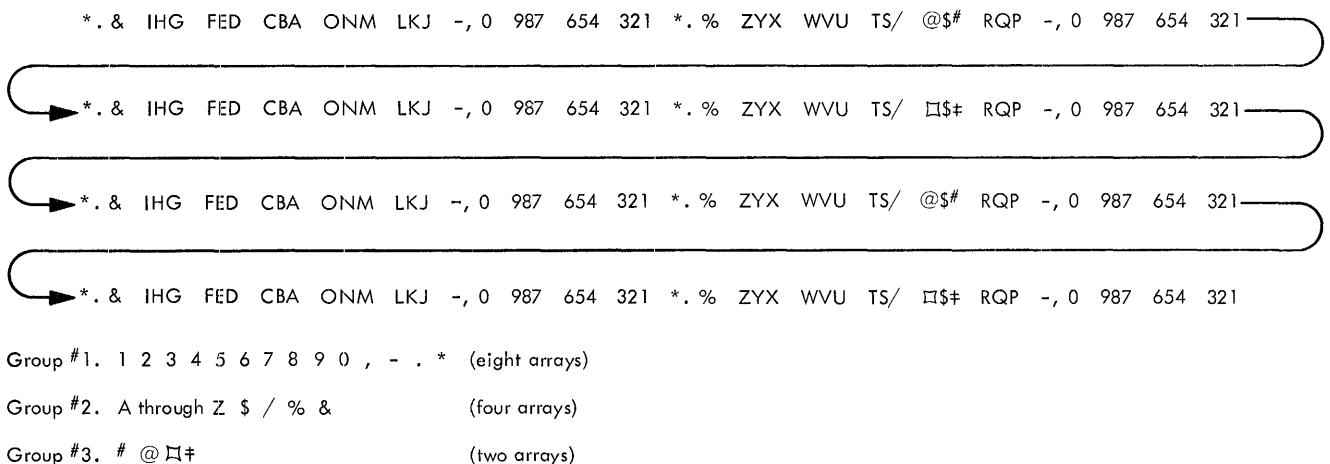 *. & IHG FED CBA ONM LKJ -, 0 987 654 321 *. % ZYX WVU TS/ @$# RQP -, 0 987 654 321
*. & IHG FED CBA ONM LKJ -, 0 987 654 321 *. % ZYX WVU TS/ ⌑$‡ RQP -, 0 987 654 321
*. & IHG FED CBA ONM LKJ -, 0 987 654 321 *. % ZYX WVU TS/ @$# RQP -, 0 987 654 321
*. & IHG FED CBA ONM LKJ -, 0 987 654 321 *. % ZYX WVU TS/ ⌑$‡ RQP -, 0 987 654 321
Group #1. 1 2 3 4 5 6 7 8 9 0 , - . * (eight arrays)
Group #2. A through Z $ / % & (four arrays)
Group #3. # @ ⌑ ‡ (two arrays)